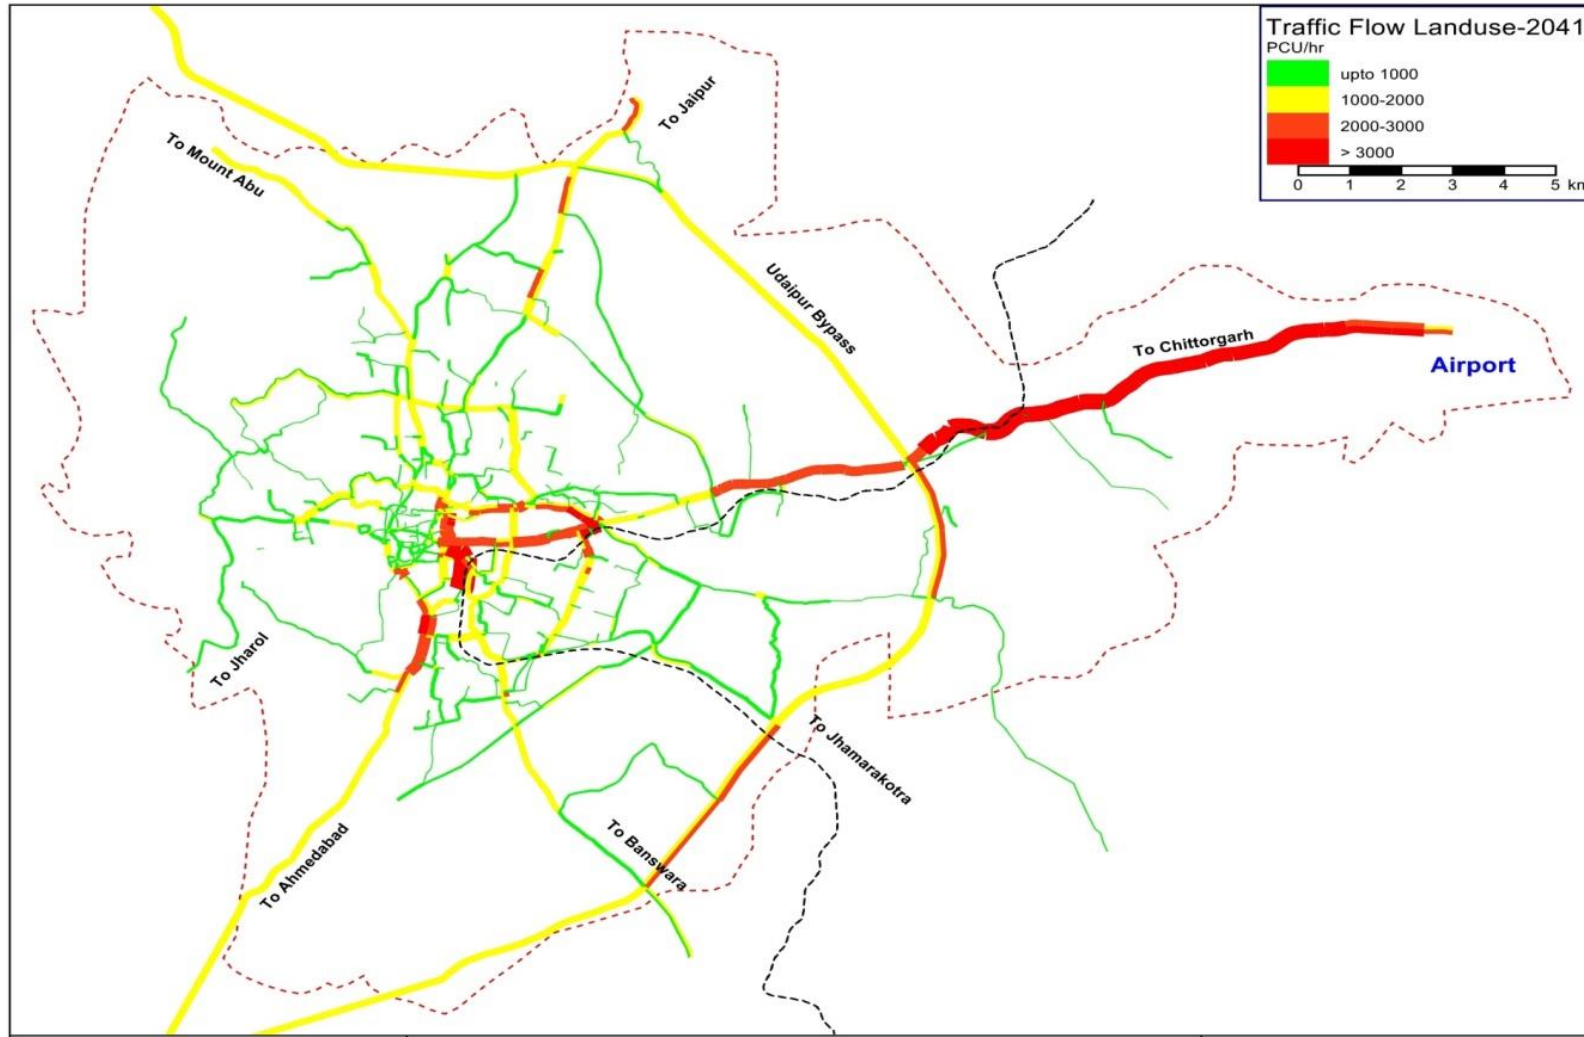 Traffic Flow Landuse-2041
PCU/hr
upto 1000
1000-2000
2000-3000
> 3000
0 1 2 3 4 5 km
To Jaipur
To Mount Abu
Udaipur Bypass
To Chittorgarh
Airport
To Jharol
To Jhamarakotra
To Banswara
To Ahmedabad